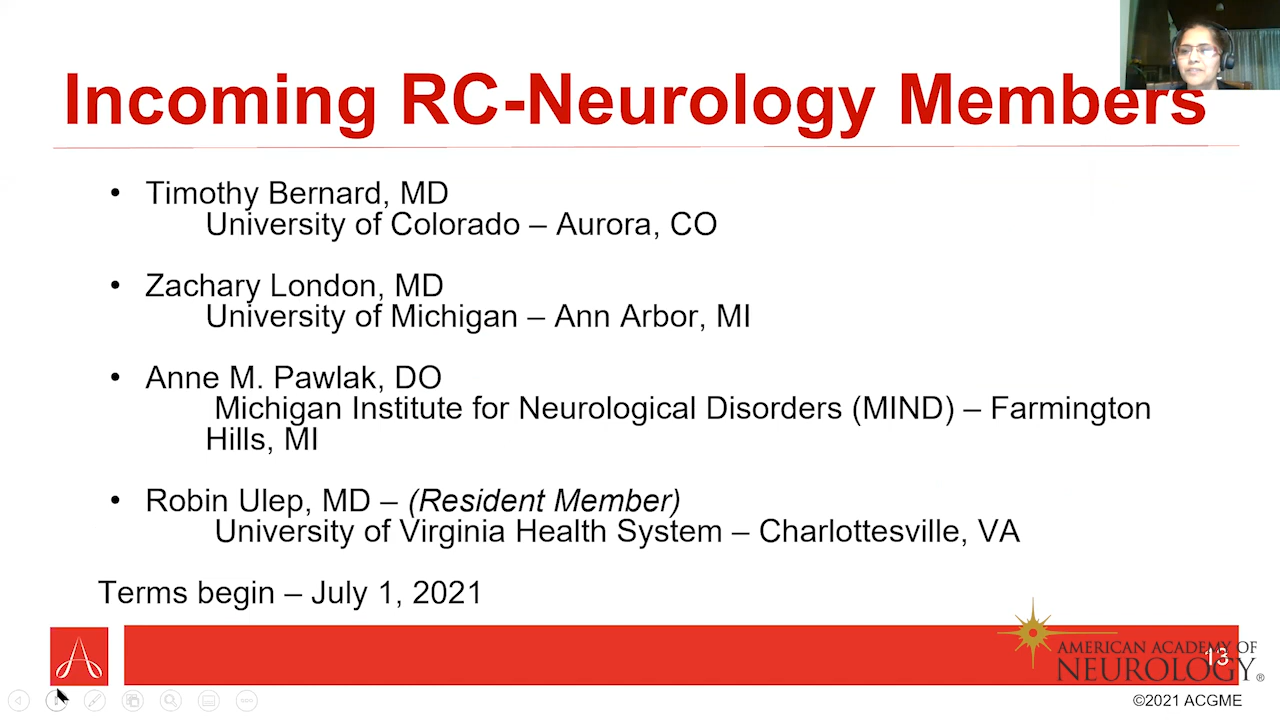 Incoming RC-Neurology Members
• Timothy Bernard, MD
University of Colorado – Aurora, CO
• Zachary London, MD
University of Michigan – Ann Arbor, MI
• Anne M. Pawlak, DO
Michigan Institute for Neurological Disorders (MIND) – Farmington
Hills, MI
• Robin Ulep, MD – (Resident Member)
University of Virginia Health System – Charlottesville, VA
Terms begin – July 1, 2021
AMERICAN ACADEMY OF
NEUROLOGY®
13
©2021 ACGME